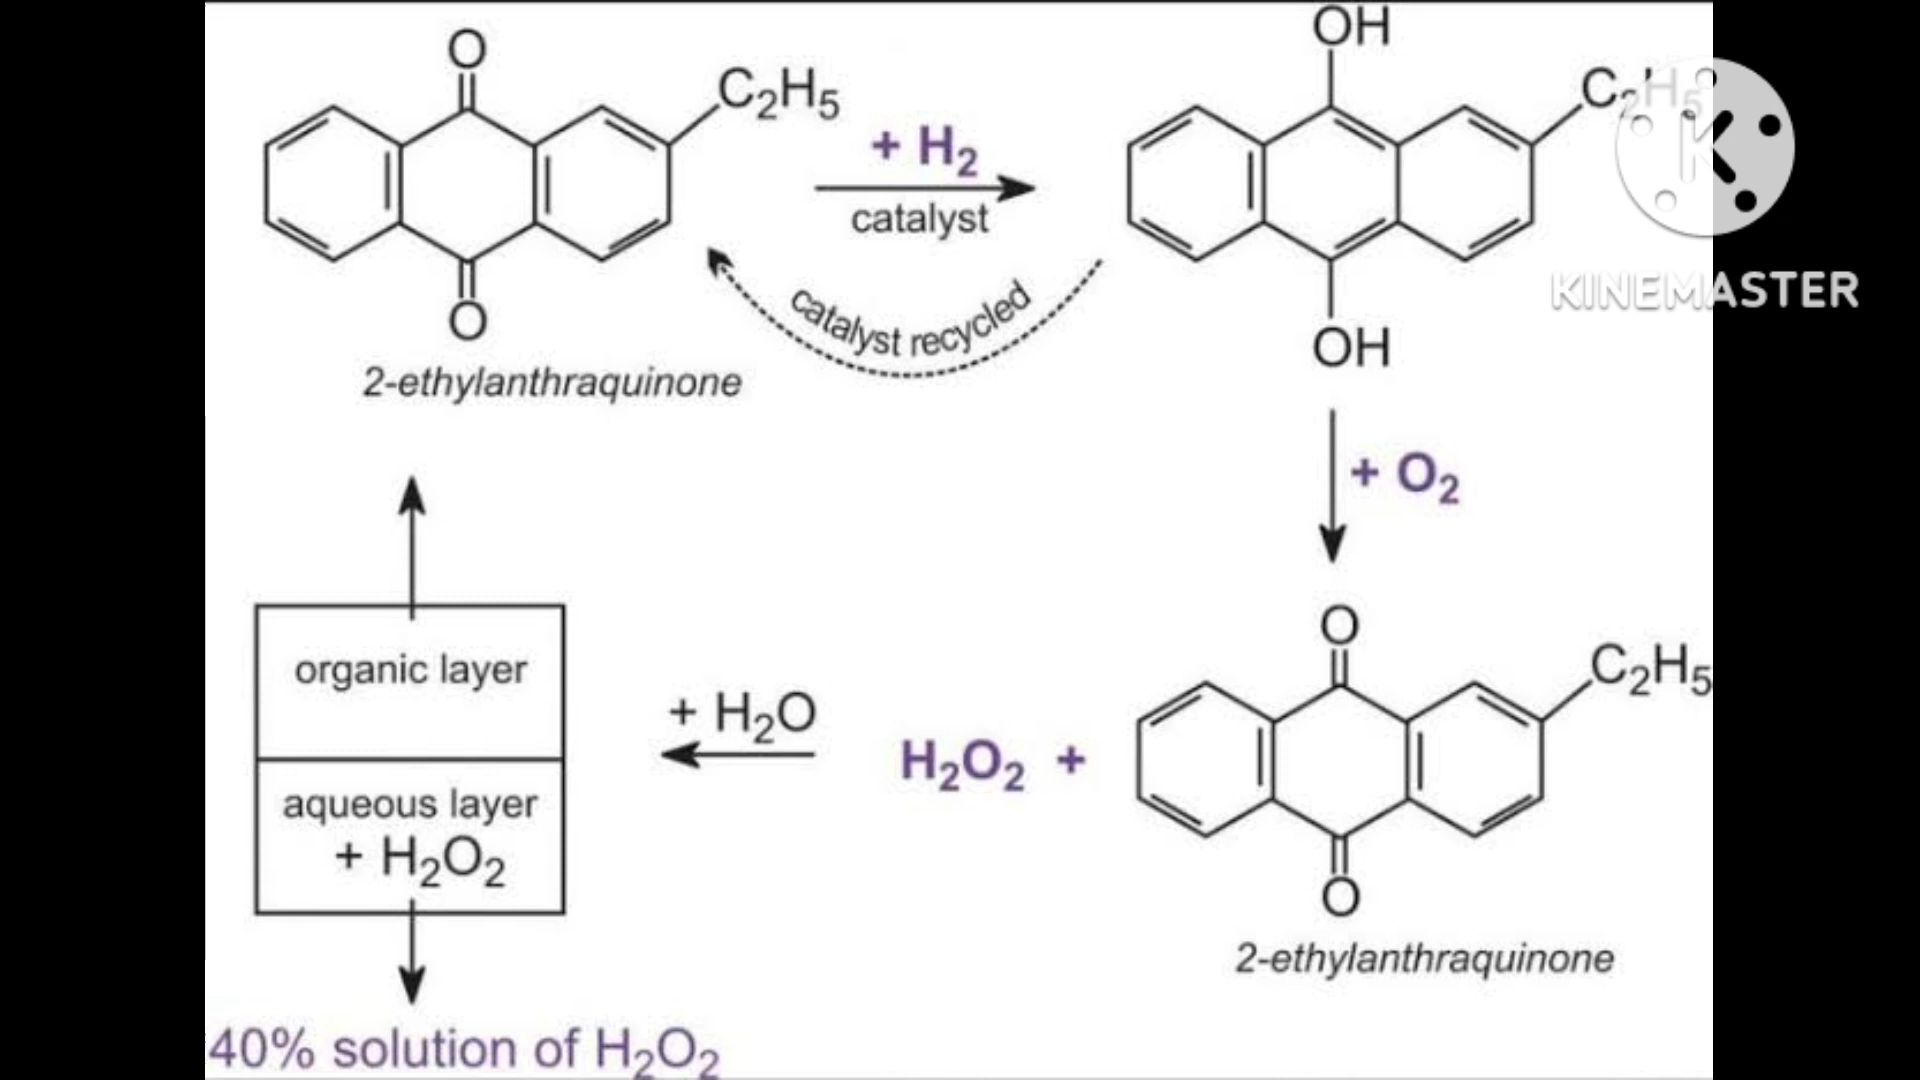 O
C₂H₅
+ H₂
catalyst
catalyst recycled
O
2-ethylanthraquinone
OH
C₂H₅
K
KINEMASTER
OH
+ O₂
O
C₂H₅
O
2-ethylanthraquinone
H₂O₂ +
+ H₂O
organic layer
aqueous layer
+ H₂O₂
40% solution of H₂O₂